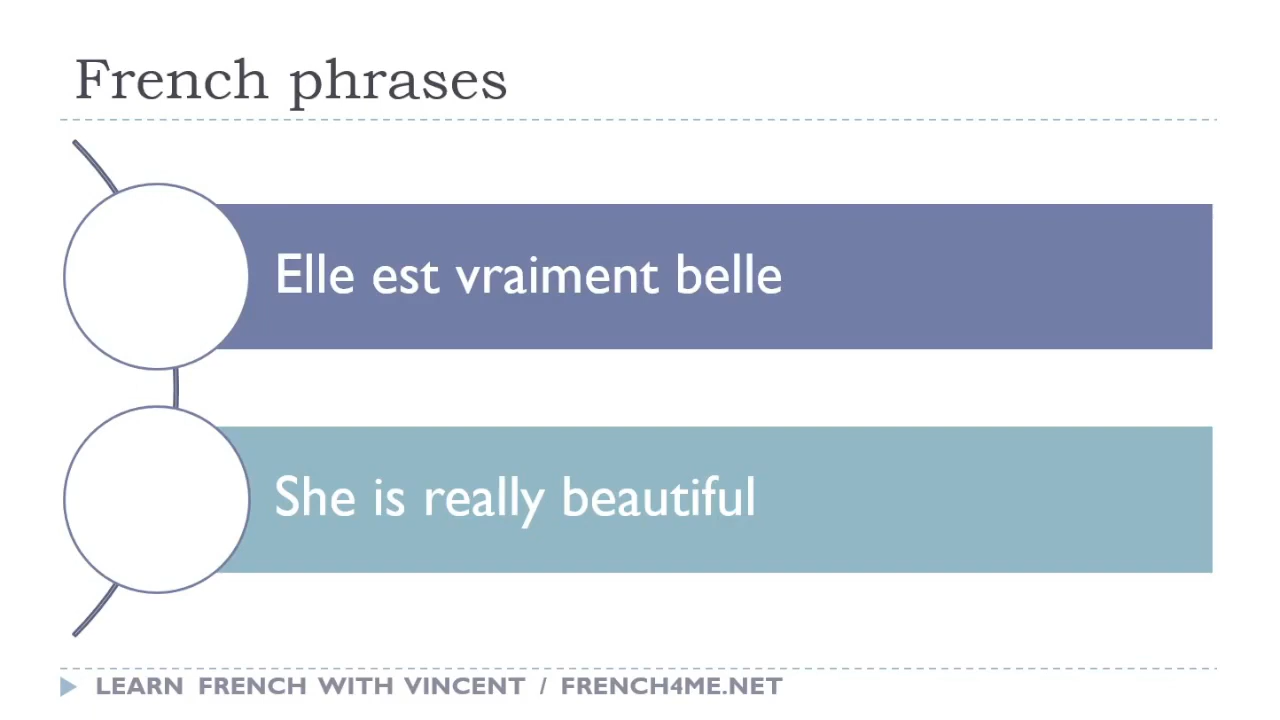 French phrases
Elle est vraiment belle
She is really beautiful
LEARN FRENCH WITH VINCENT / FRENCH4ME.NET